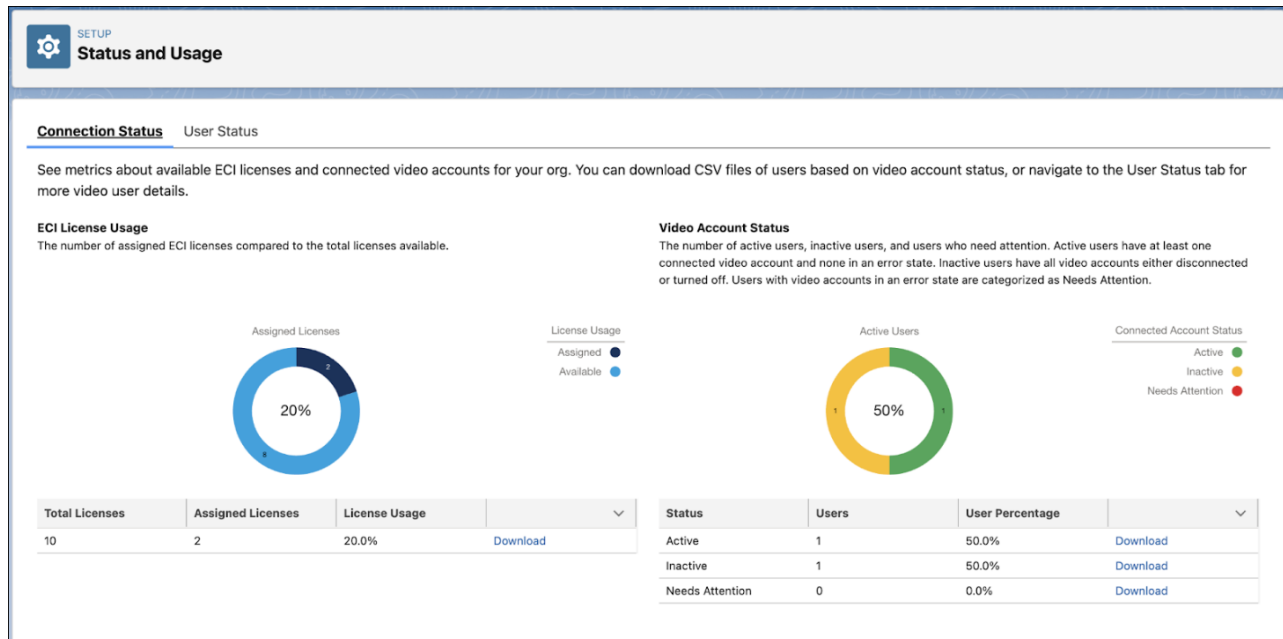 SETUP
Status and Usage
Connection Status User Status
See metrics about available ECI licenses and connected video accounts for your org. You can download CSV files of users based on video account status, or navigate to the User Status tab for
more video user details.
ECI License Usage
The number of assigned ECI licenses compared to the total licenses available.
Assigned Licenses
License Usage
Assigned
Available
2
20%
8
Total Licenses Assigned Licenses License Usage
10 2 20.0% Download
Video Account Status
The number of active users, inactive users, and users who need attention. Active users have at least one
connected video account and none in an error state. Inactive users have all video accounts either disconnected
or turned off. Users with video accounts in an error state are categorized as Needs Attention.
Active Users
Connected Account Status
Active
Inactive
Needs Attention
1 50% 1
Status Users User Percentage
Active 1 50.0% Download
Inactive 1 50.0% Download
Needs Attention 0 0.0% Download